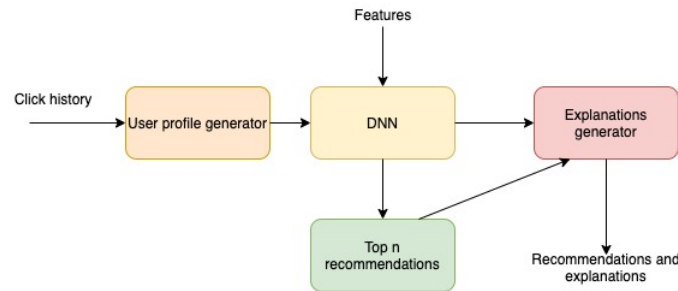 Features
Click history
User profile generator
DNN
Explanations
generator
Top n
recommendations
Recommendations and
explanations